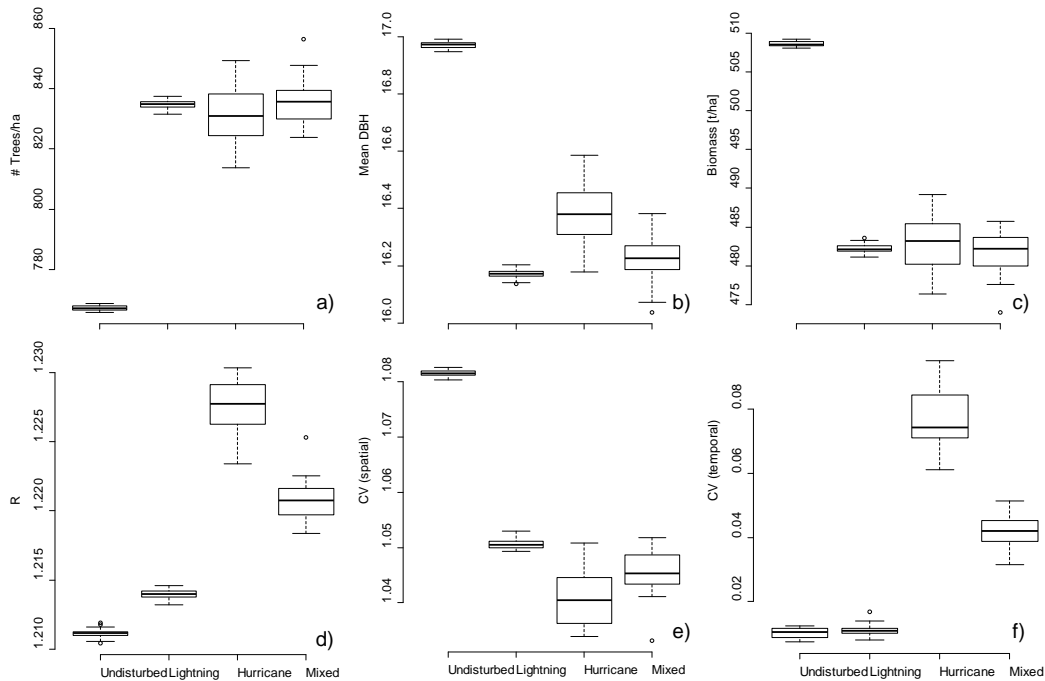 860
840
820
800
780
# Trees/ha
a)
17.0
16.8
16.6
16.4
16.2
16.0
Mean DBH
b)
510
505
500
495
490
485
480
475
Biomass [t/ha]
c)
1.230
1.225
1.220
1.215
1.210
R
d)
1.08
1.07
1.06
1.05
1.04
CV (spatial)
e)
0.08
0.06
0.04
0.02
CV (temporal)
f)
Undisturbed Lightning Hurricane Mixed
Undisturbed Lightning Hurricane Mixed
Undisturbed Lightning Hurricane Mixed